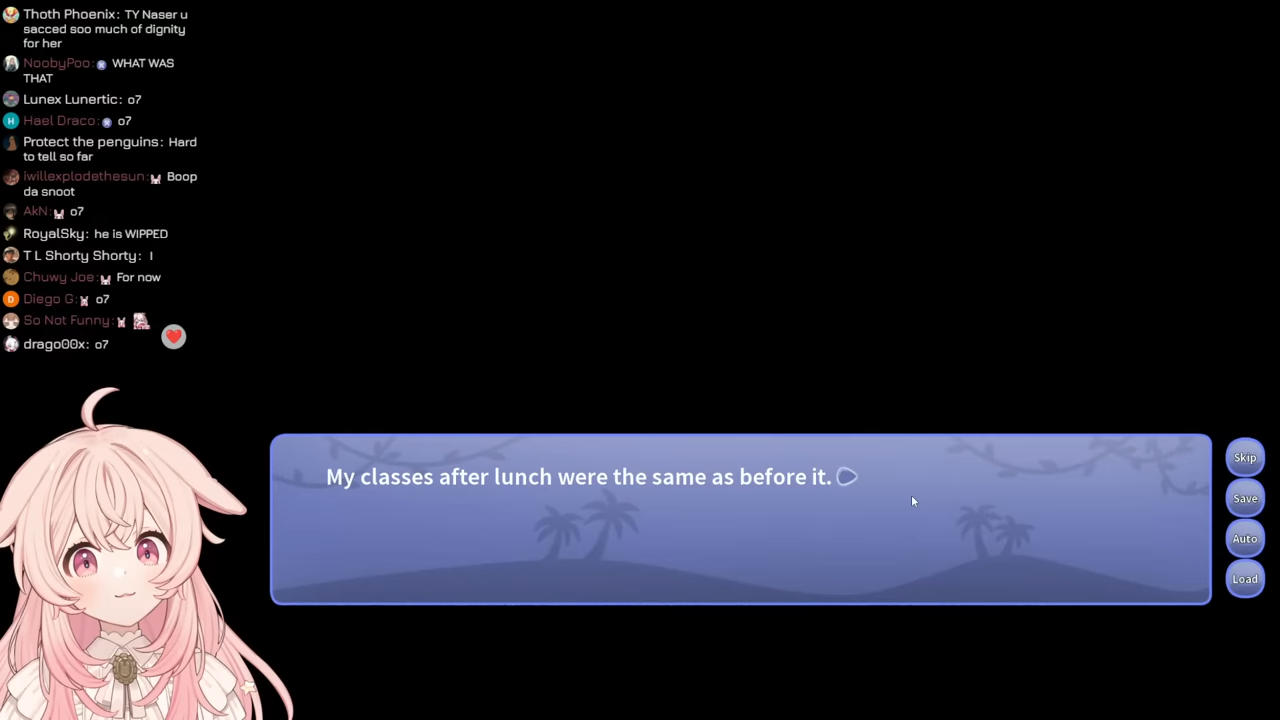 Thoth Phoenix: TY Naser u
sacced soo much of dignity
for her
NoobyPoo: WHAT WAS
THAT
Lunex Lunertic: o7
H Hael Draco: o7
Protect the penguins: Hard
to tell so far
iwillexplodethesun: Boop
da snoot
AkN: o7
RoyalSky: he is WIPPED
T L Shorty Shorty: I
Chuwy Joe: For now
D Diego G: o7
So Not Funny:
drago00x: o7
My classes after lunch were the same as before it.
Skip
Save
Auto
Load